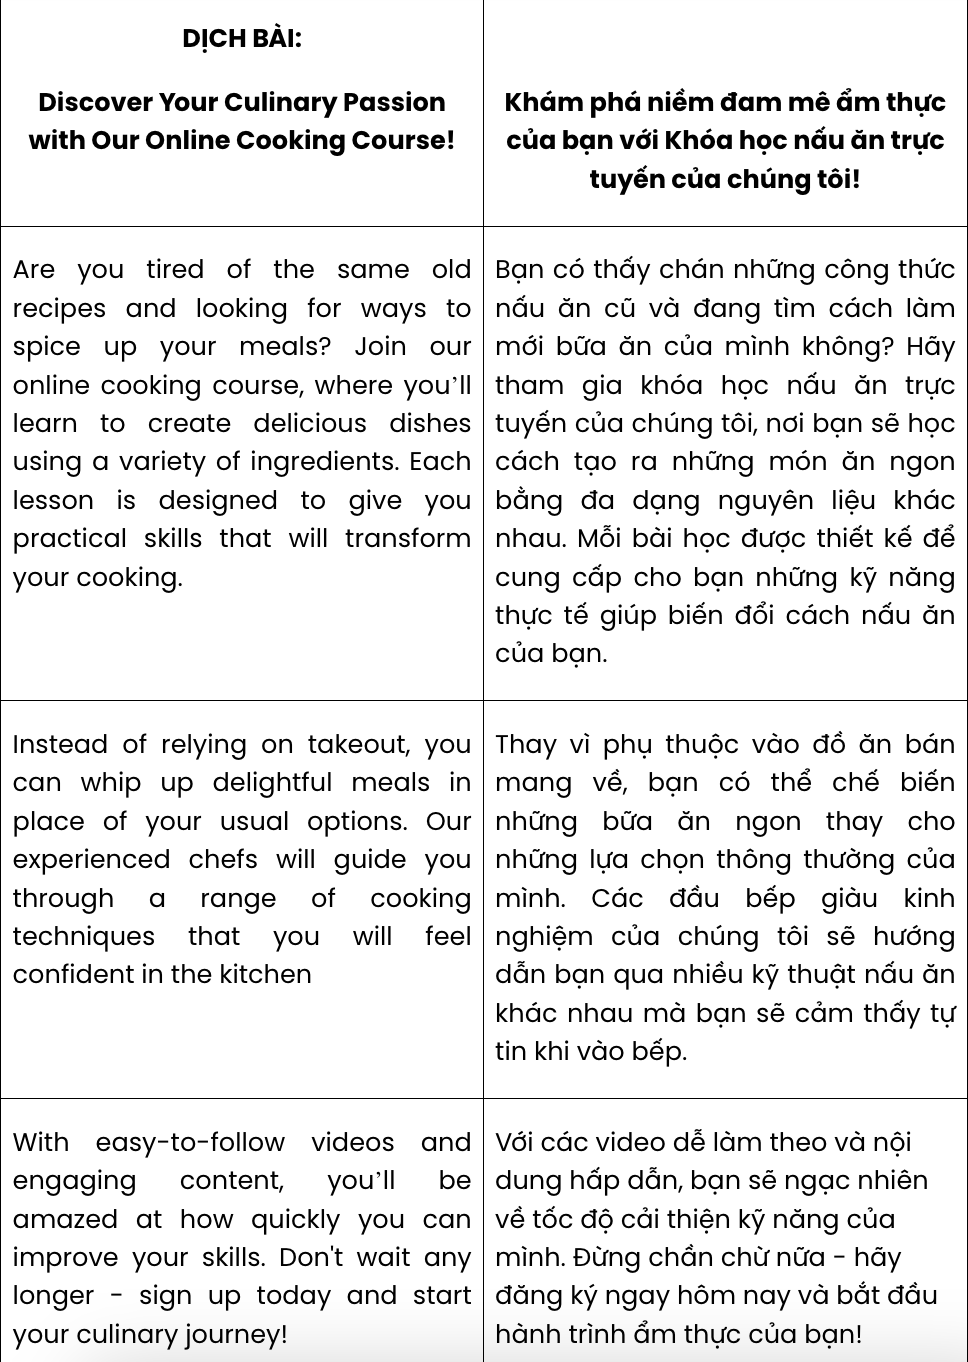 DỊCH BÀI:
Discover Your Culinary Passion
with Our Online Cooking Course!
Khám phá niềm đam mê ẩm thực
của bạn với Khóa học nấu ăn trực
tuyến của chúng tôi!
Are you tired of the same old
recipes and looking for ways to
spice up your meals? Join our
online cooking course, where you’ll
learn to create delicious dishes
using a variety of ingredients. Each
lesson is designed to give you
practical skills that will transform
your cooking.
Bạn có thấy chán những công thức
nấu ăn cũ và đang tìm cách làm
mới bữa ăn của mình không? Hãy
tham gia khóa học nấu ăn trực
tuyến của chúng tôi, nơi bạn sẽ học
cách tạo ra những món ăn ngon
bằng đa dạng nguyên liệu khác
nhau. Mỗi bài học được thiết kế để
cung cấp cho bạn những kỹ năng
thực tế giúp biến đổi cách nấu ăn
của bạn.
Instead of relying on takeout, you
can whip up delightful meals in
place of your usual options. Our
experienced chefs will guide you
through a range of cooking
techniques that you will feel
confident in the kitchen
Thay vì phụ thuộc vào đồ ăn bán
mang về, bạn có thể chế biến
những bữa ăn ngon thay cho
những lựa chọn thông thường của
mình. Các đầu bếp giàu kinh
nghiệm của chúng tôi sẽ hướng
dẫn bạn qua nhiều kỹ thuật nấu ăn
khác nhau mà bạn sẽ cảm thấy tự
tin khi vào bếp.
With easy-to-follow videos and
engaging content, you’ll be
amazed at how quickly you can
improve your skills. Don't wait any
longer - sign up today and start
your culinary journey!
Với các video dễ làm theo và nội
dung hấp dẫn, bạn sẽ ngạc nhiên
về tốc độ cải thiện kỹ năng của
mình. Đừng chần chừ nữa - hãy
đăng ký ngay hôm nay và bắt đầu
hành trình ẩm thực của bạn!